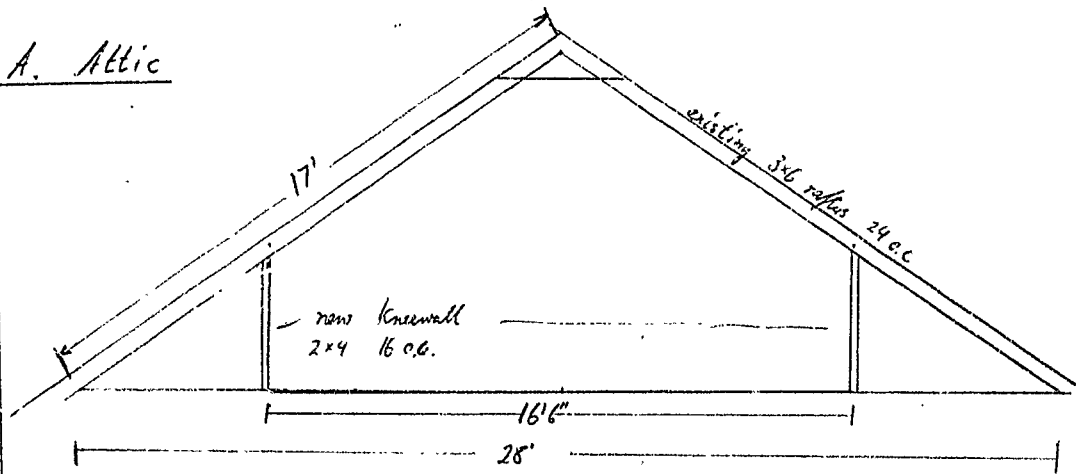 A. Attic
17'
existing 3x6 rafters 24 c.c
new Kneewall
2x4 16 c.c.
16'6"
28'